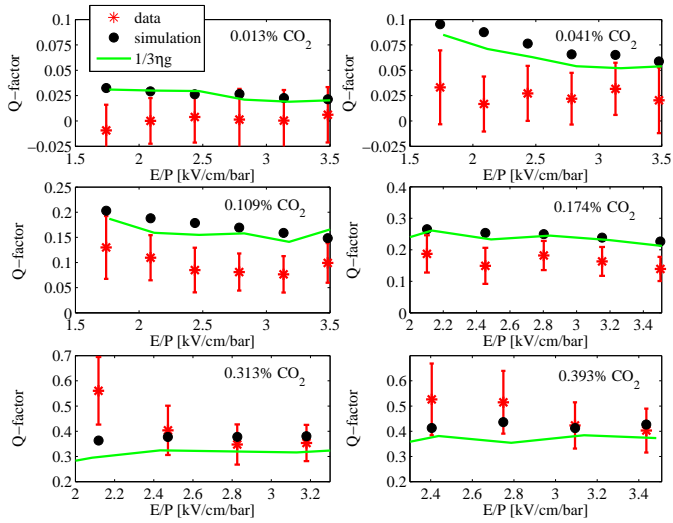 data
simulation
1/3ηg
0.013% CO2
Q−factor
0.1
0.075
0.05
0.025
0
−0.025
1.5 2 2.5 3 3.5
E/P [kV/cm/bar]
0.041% CO2
Q−factor
0.1
0.075
0.05
0.025
0
−0.025
1.5 2 2.5 3 3.5
E/P [kV/cm/bar]
0.109% CO2
Q−factor
0.25
0.2
0.15
0.1
0.05
0
1.5 2 2.5 3 3.5
E/P [kV/cm/bar]
0.174% CO2
Q−factor
0.4
0.3
0.2
0.1
0
2 2.2 2.4 2.6 2.8 3 3.2 3.4
E/P [kV/cm/bar]
0.313% CO2
Q−factor
0.7
0.6
0.5
0.4
0.3
0.2
2 2.2 2.4 2.6 2.8 3 3.2
E/P [kV/cm/bar]
0.393% CO2
Q−factor
0.7
0.6
0.5
0.4
0.3
0.2
2.4 2.6 2.8 3 3.2 3.4
E/P [kV/cm/bar]